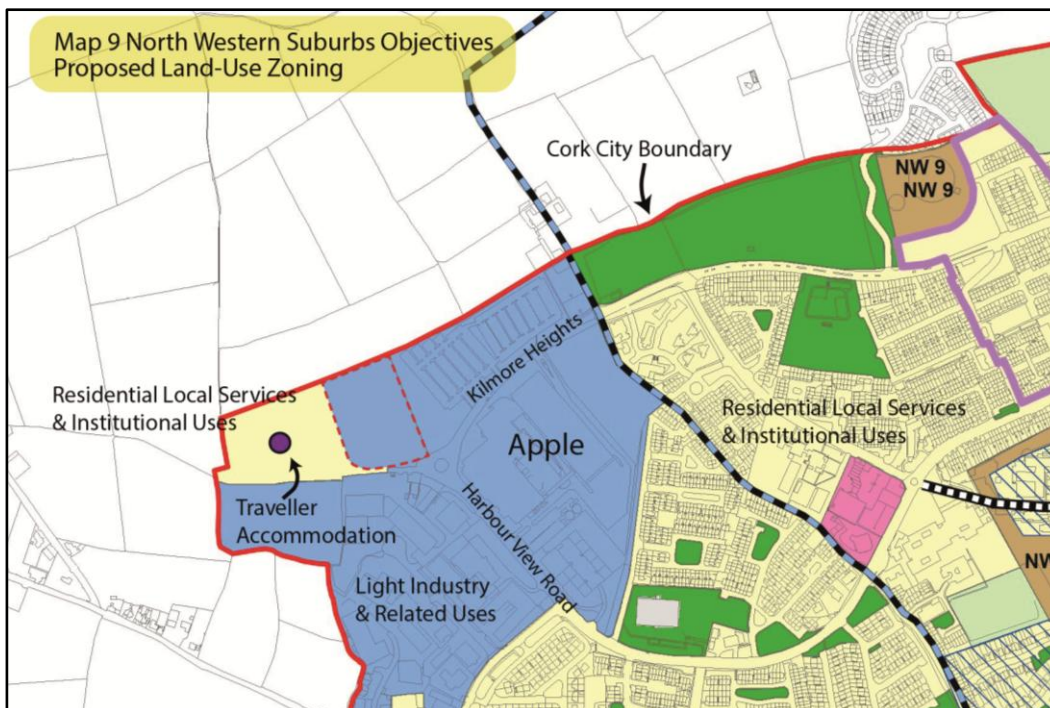 Map 9 North Western Suburbs Objectives
Proposed Land-Use Zoning
Cork City Boundary
NW 9
NW 9
Kilmore Heights
Residential Local Services
& Institutional Uses
Apple
Residential Local Services
& Institutional Uses
Traveller
Accommodation
Harbour View Road
Light Industry
& Related Uses
NW